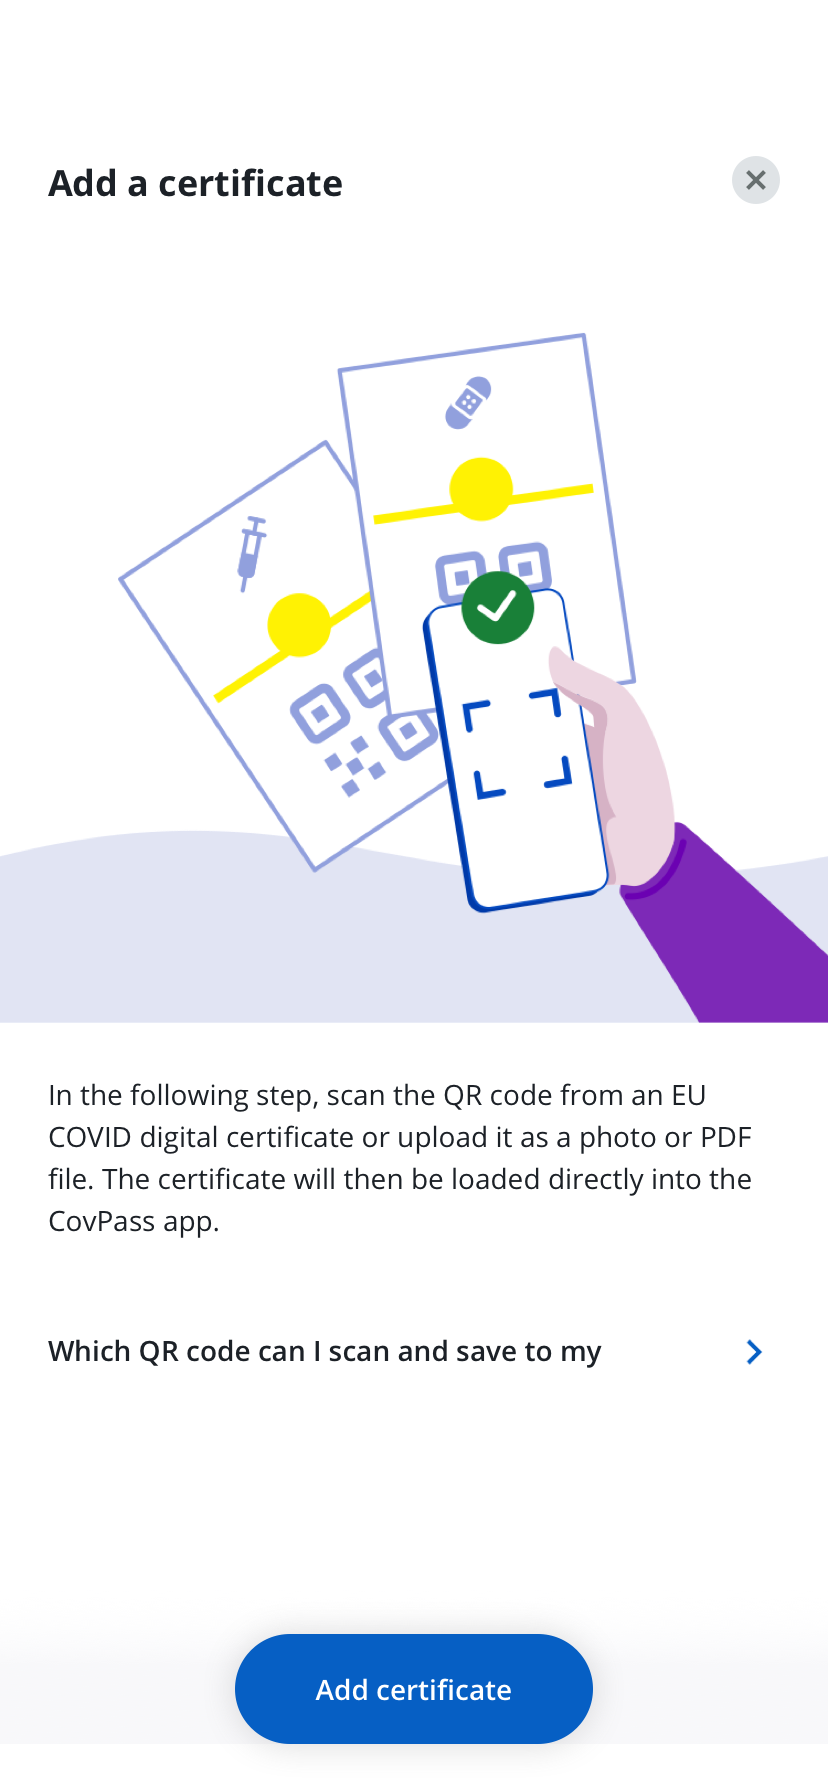 Add a certificate
In the following step, scan the QR code from an EU
COVID digital certificate or upload it as a photo or PDF
file. The certificate will then be loaded directly into the
CovPass app.
Which QR code can I scan and save to my
Add certificate